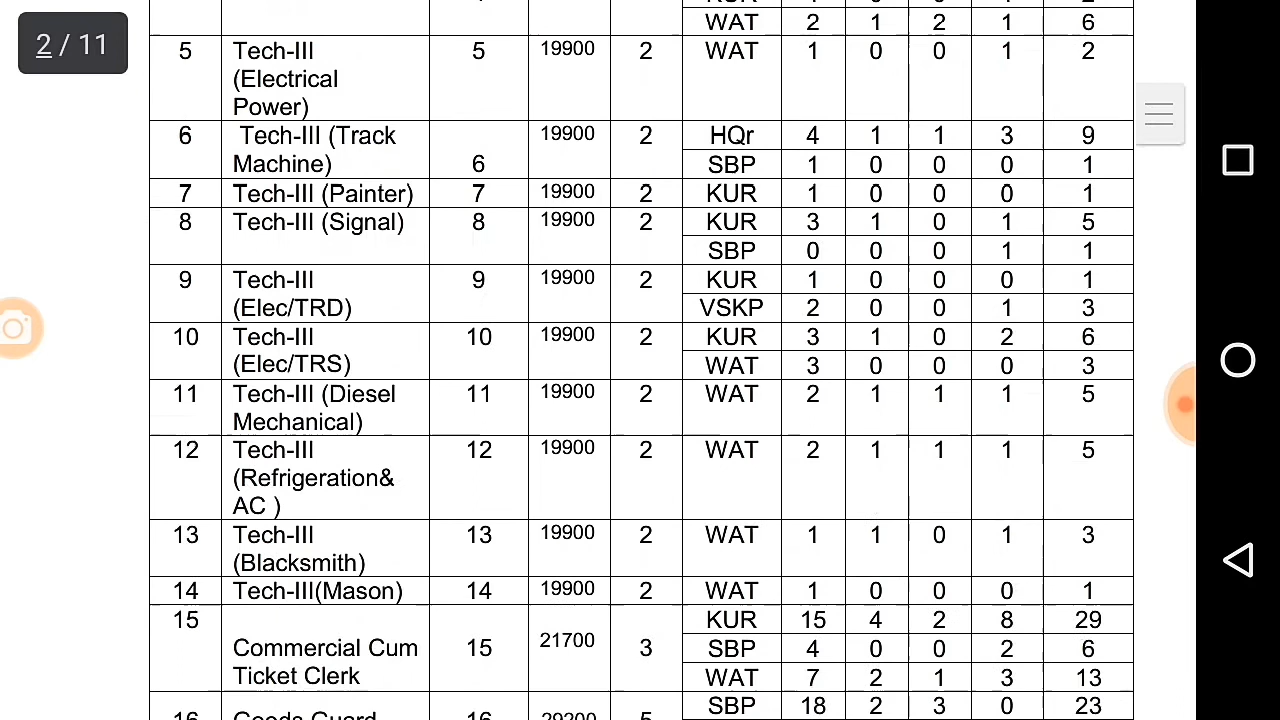 2 / 11
WAT 2 1 2 1 6
5 Tech-III 5 19900 2 WAT 1 0 0 1 2
(Electrical
Power)
6 Tech-III (Track 19900 2 HQr 4 1 1 3 9
Machine) 6 SBP 1 0 0 0 1
7 Tech-III (Painter) 7 19900 2 KUR 1 0 0 0 1
8 Tech-III (Signal) 8 19900 2 KUR 3 1 0 1 5
SBP 0 0 0 1 1
9 Tech-III 9 19900 2 KUR 1 0 0 0 1
(Elec/TRD) VSKP 2 0 0 1 3
10 Tech-III 10 19900 2 KUR 3 1 0 2 6
(Elec/TRS) WAT 3 0 0 0 3
11 Tech-III (Diesel 11 19900 2 WAT 2 1 1 1 5
Mechanical)
12 Tech-III 12 19900 2 WAT 2 1 1 1 5
(Refrigeration&
AC )
13 Tech-III 13 19900 2 WAT 1 1 0 1 3
(Blacksmith)
14 Tech-III(Mason) 14 19900 2 WAT 1 0 0 0 1
15 KUR 15 4 2 8 29
Commercial Cum 15 21700 3 SBP 4 0 0 2 6
Ticket Clerk WAT 7 2 1 3 13
SBP 18 2 3 0 23
16 Goods Guard 16 29200 5